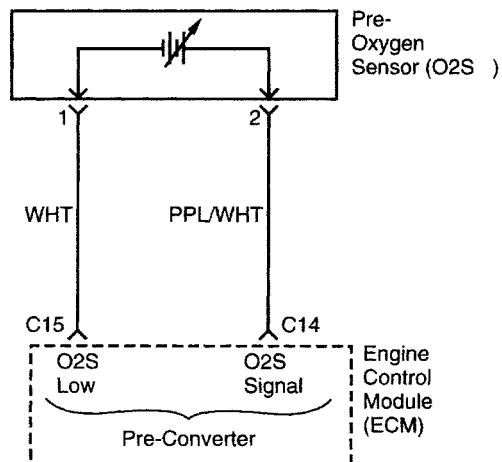 Pre-
Oxygen
Sensor (O2S )
1
2
WHT
PPL/WHT
C15
C14
O2S
Low
O2S
Signal
Engine
Control
Module
(ECM)
Pre-Converter